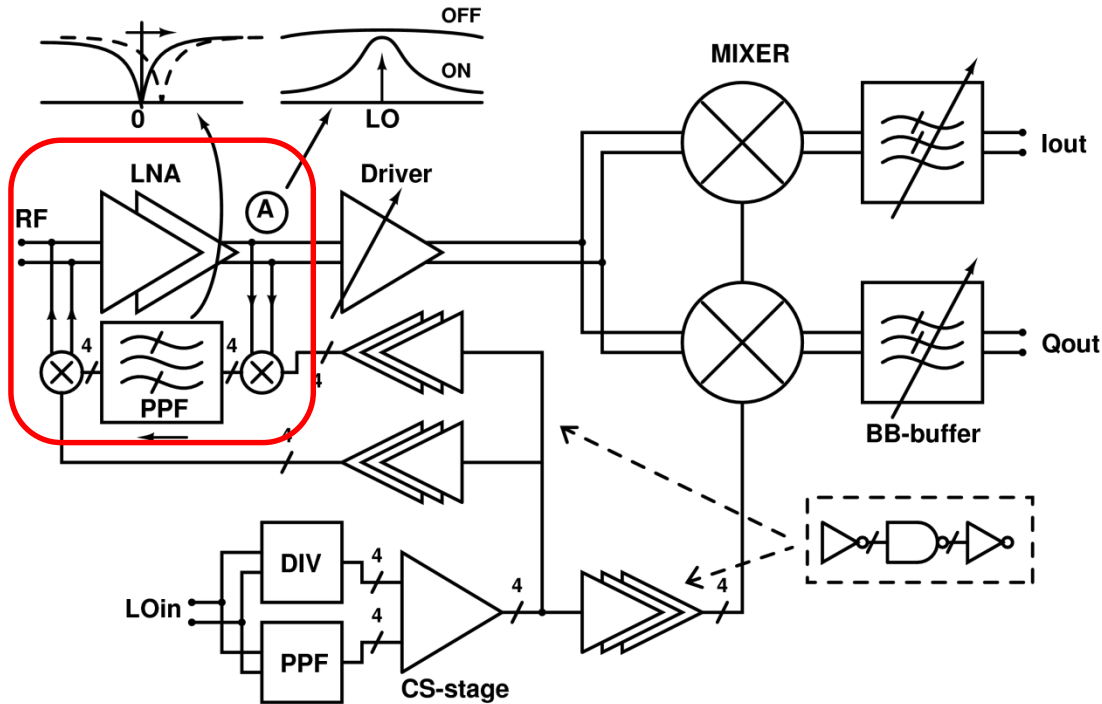 OFF
ON
0
LO
MIXER
LNA
Driver
A
RF
Iout
4
4
PPF
4
Qout
BB-buffer
4
DIV
4
LOin
4
4
4
PPF
CS-stage